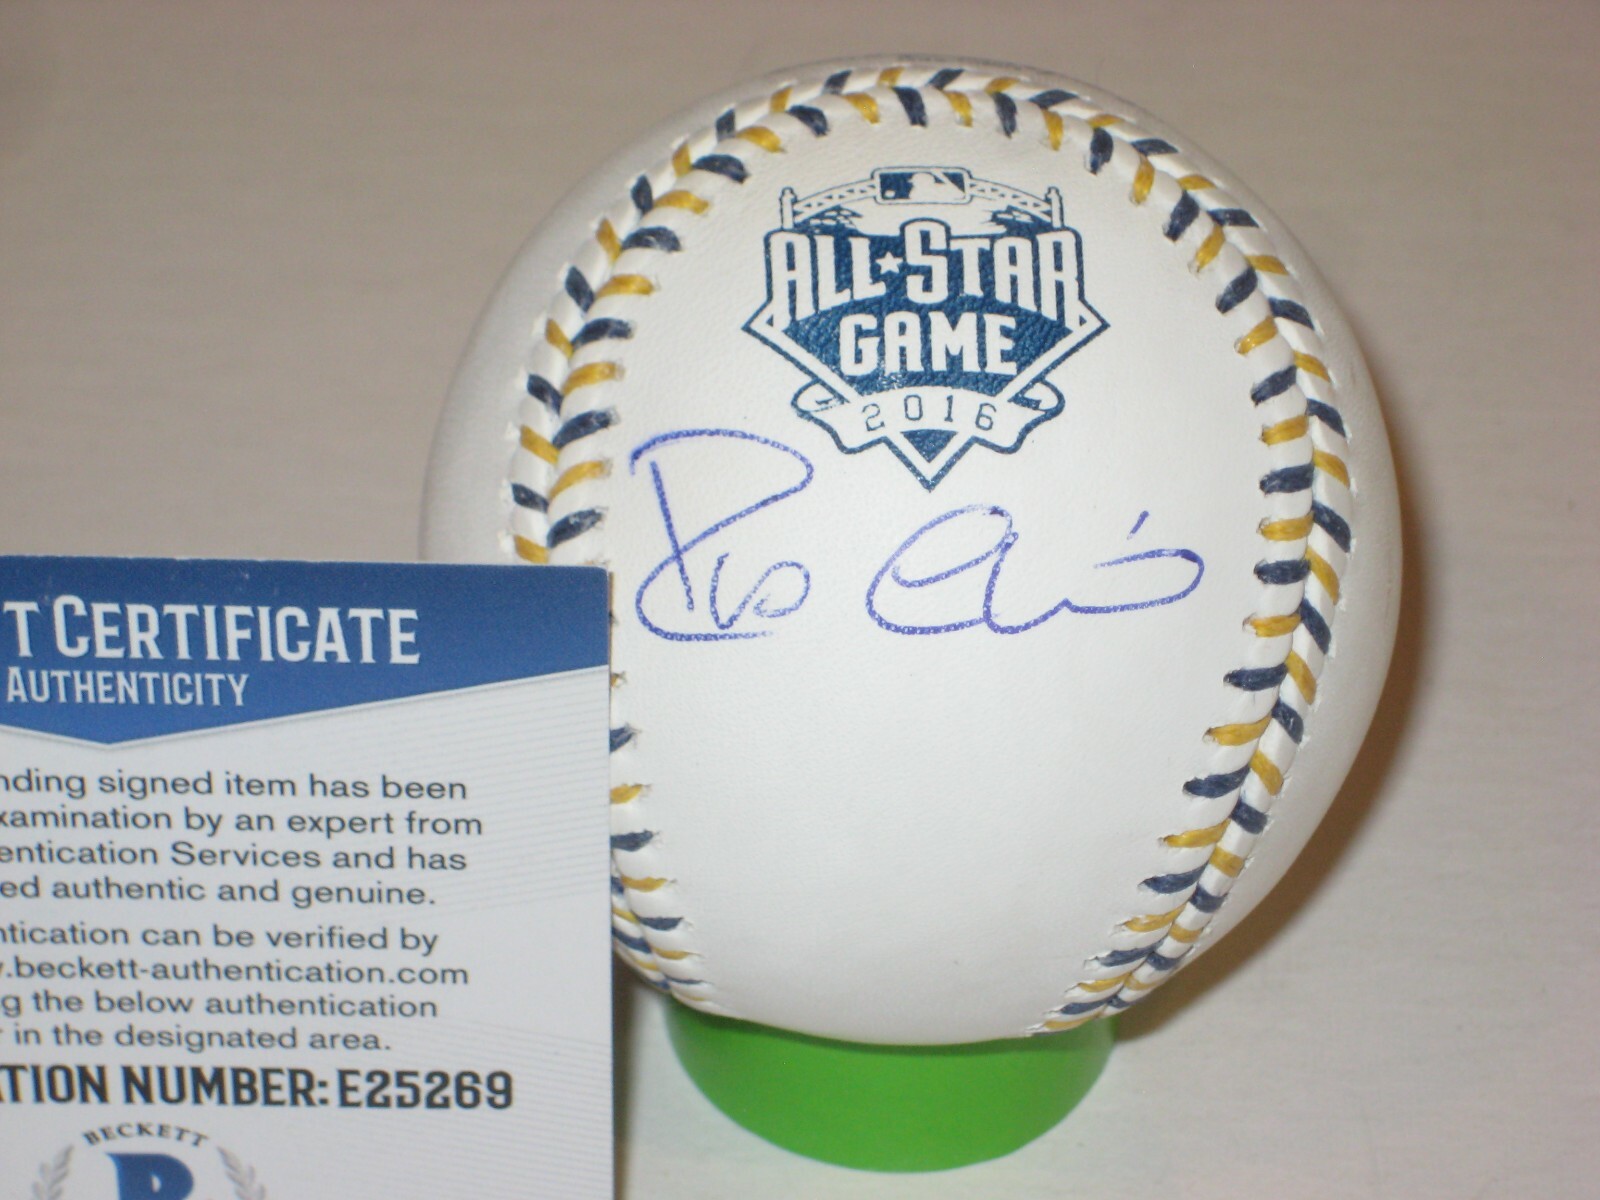 ALL★STAR
GAME
2016
T CERTIFICATE
AUTHENTICITY
nding signed item has been
xamination by an expert from
entication Services and has
ed authentic and genuine.
ntication can be verified by
.beckett-authentication.com
g the below authentication
r in the designated area.
ATION NUMBER: E25269
BECKETT
B